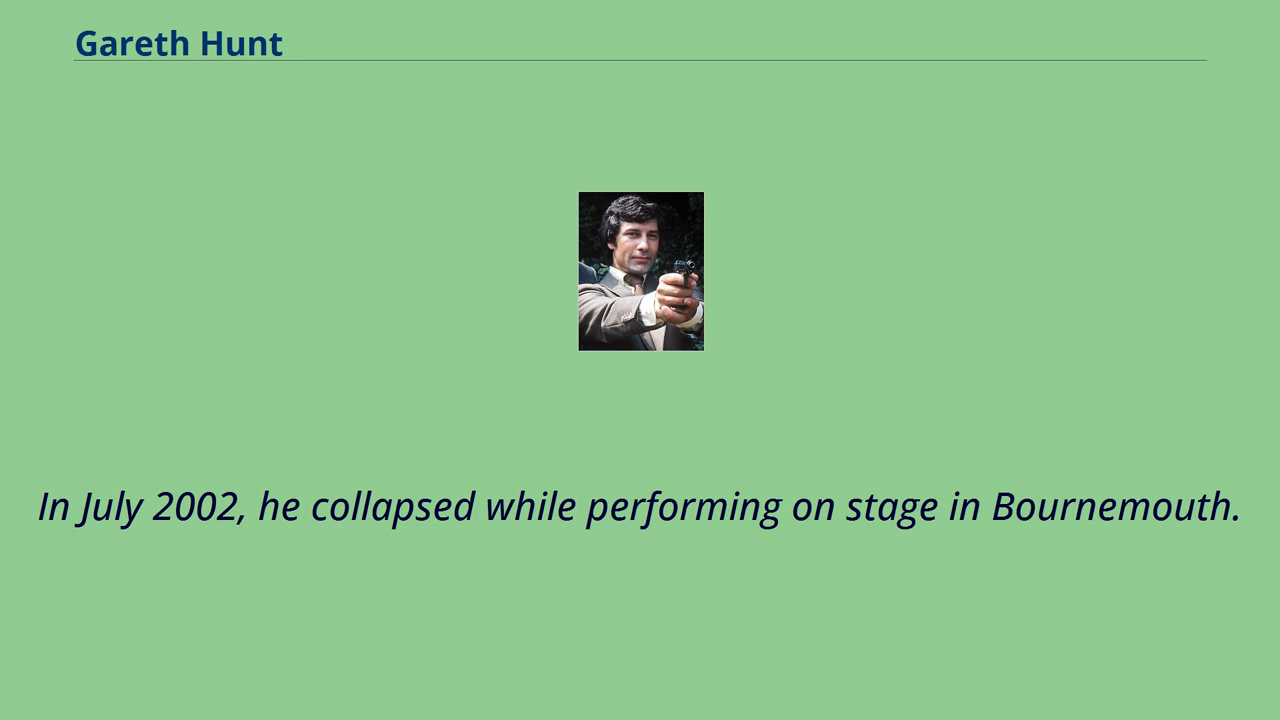 Gareth Hunt
In July 2002, he collapsed while performing on stage in Bournemouth.